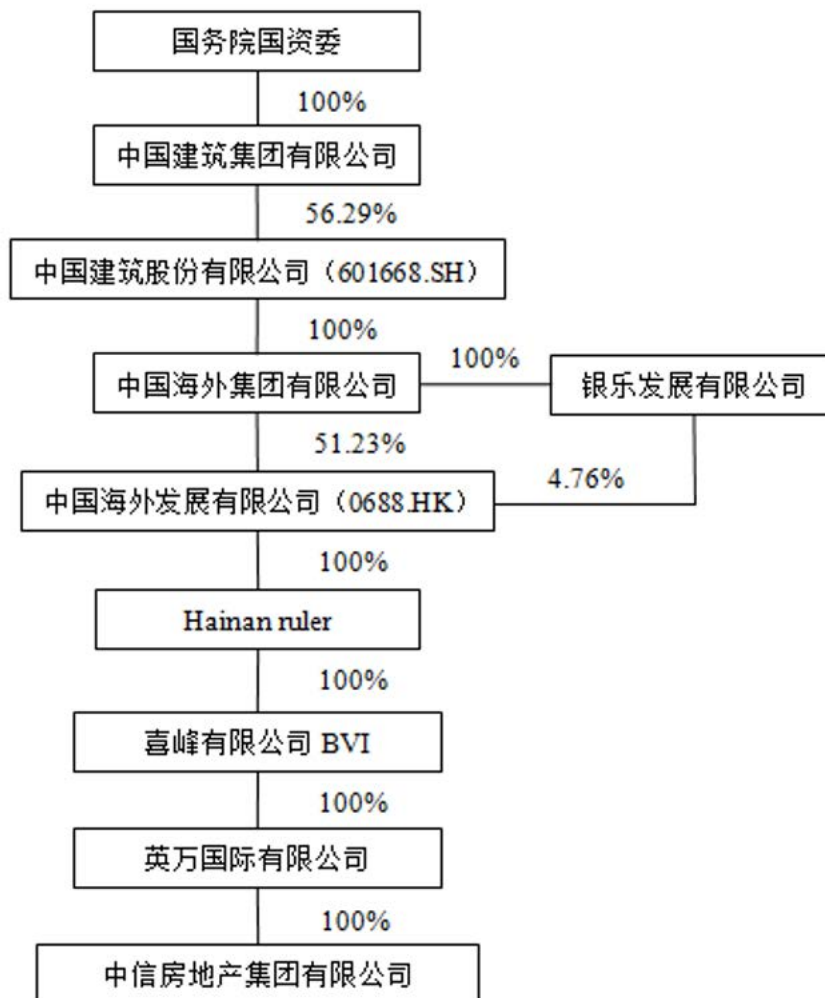 国务院国资委
100%
中国建筑集团有限公司
56.29%
中国建筑股份有限公司（601668.SH）
100%
中国海外集团有限公司
100%
银乐发展有限公司
51.23%
4.76%
中国海外发展有限公司（0688.HK）
100%
Hainan ruler
100%
喜峰有限公司 BVI
100%
英万国际有限公司
100%
中信房地产集团有限公司